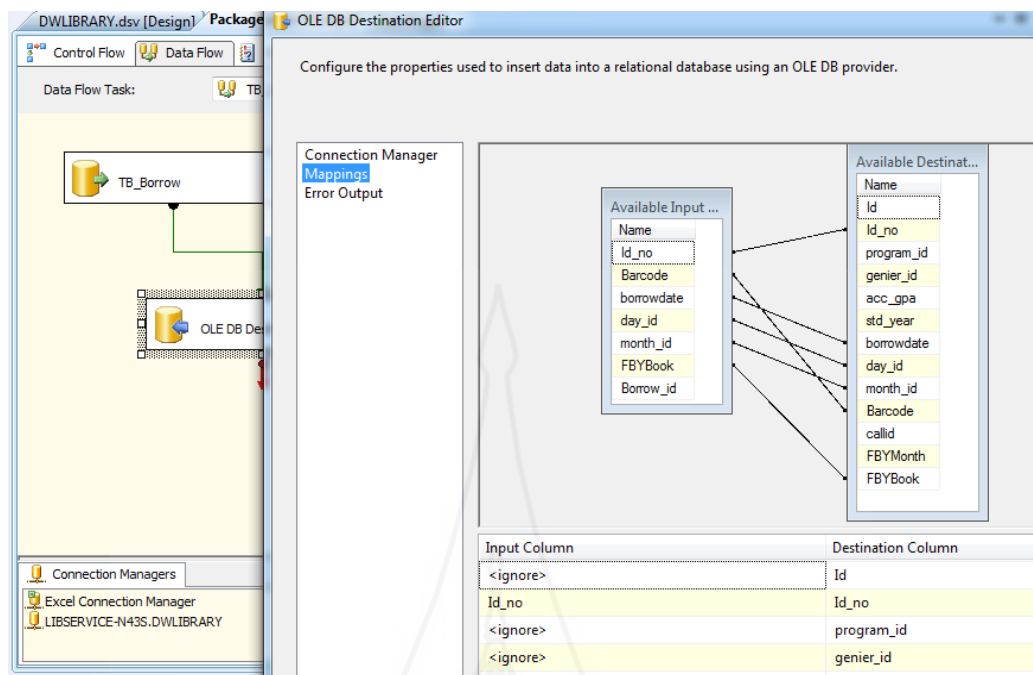 DWLIBRARY.dsv [Design]
Package
Control Flow
Data Flow
Data Flow Task:
TB_Borrow
Connection Managers
Excel Connection Manager
LIBSERVICE-N43S.DWLIBRARY
OLE DB Destination Editor
Configure the properties used to insert data into a relational database using an OLE DB provider.
Connection Manager
Mappings
Error Output
Available Input ...
Name
Id_no
Barcode
borrowdate
day_id
month_id
FBYBook
Borrow_id
Available Destinat...
Name
Id
Id_no
program_id
genier_id
acc_gpa
std_year
borrowdate
day_id
month_id
Barcode
callid
FBYMonth
FBYBook
OLE DB Des
Input Column Destination Column
<ignore> Id
Id_no Id_no
<ignore> program_id
<ignore> genier_id